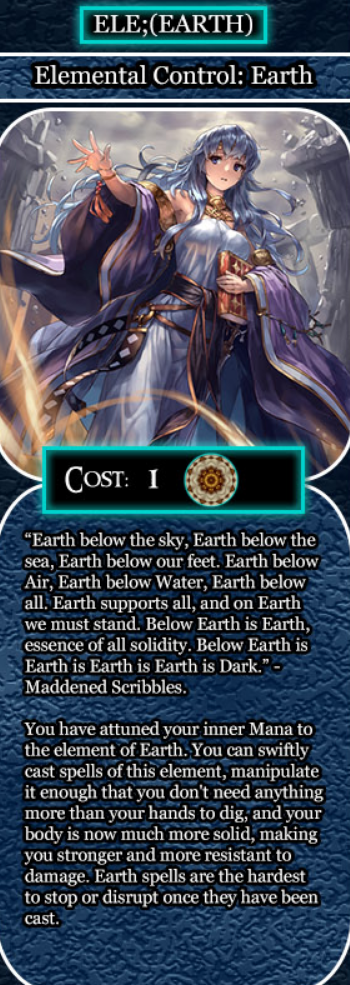 ELE;(EARTH)
Elemental Control: Earth
Cost: 1
“Earth below the sky, Earth below the
sea, Earth below our feet. Earth below
Air, Earth below Water, Earth below
all. Earth supports all, and on Earth
we must stand. Below Earth is Earth,
essence of all solidity. Below Earth is
Earth is Earth is Earth is Dark.” -
Maddened Scribbles.
You have attuned your inner Mana to
the element of Earth. You can swiftly
cast spells of this element, manipulate
it enough that you don't need anything
more than your hands to dig, and your
body is now much more solid, making
you stronger and more resistant to
damage. Earth spells are the hardest
to stop or disrupt once they have been
cast.